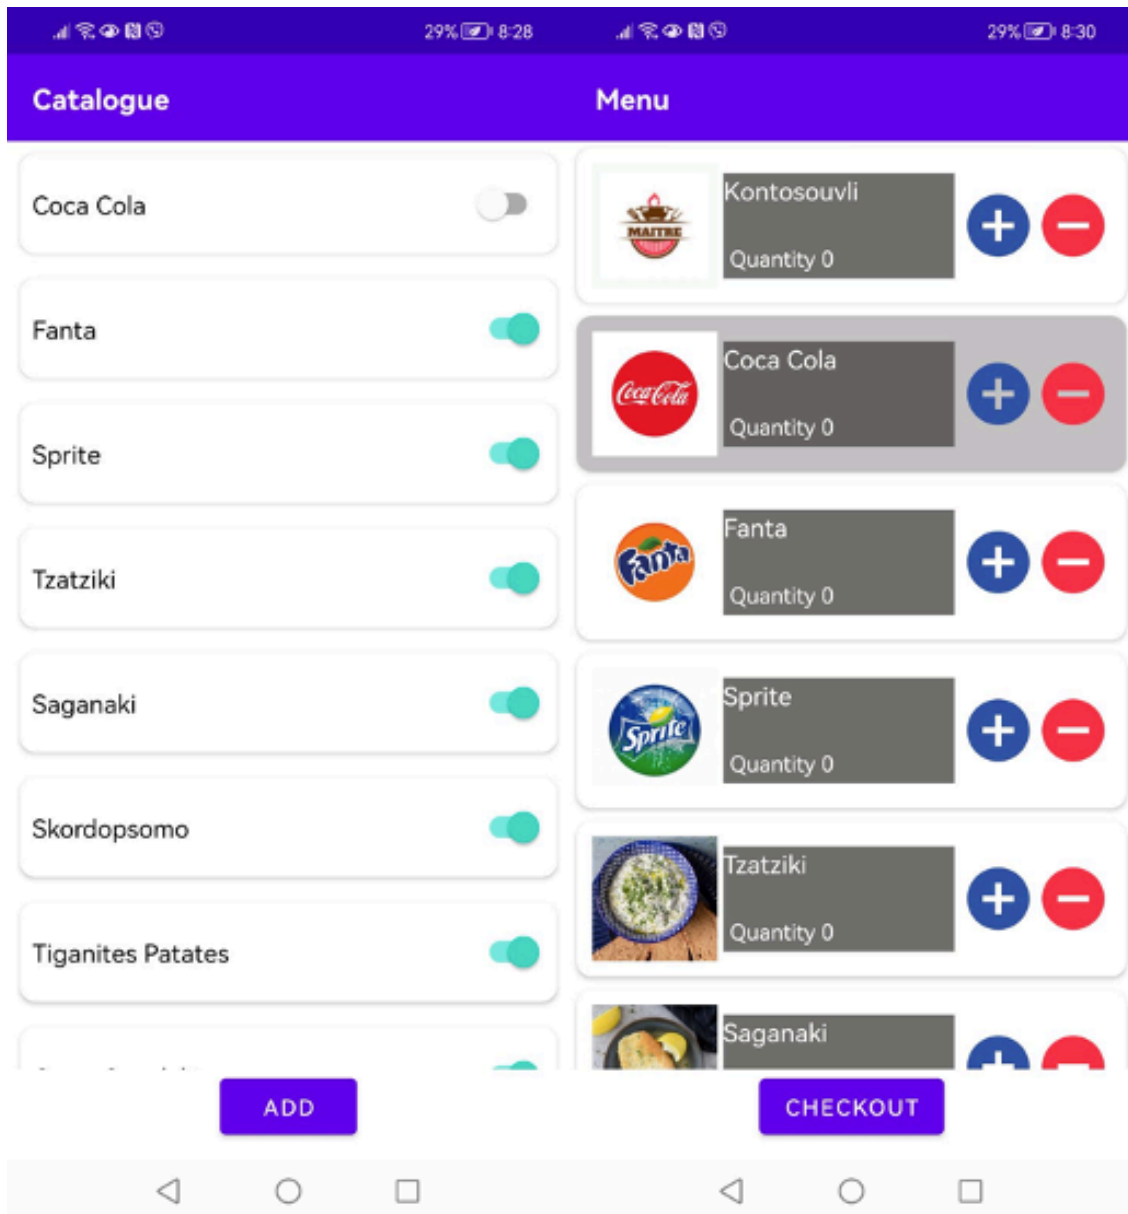 29% 8:28
Catalogue
Coca Cola
Fanta
Sprite
Tzatziki
Saganaki
Skordopsomo
Tiganites Patates
ADD
29% 8:30
Menu
MAITRE
Kontosouvli
Quantity 0
Coca-Cola
Coca Cola
Quantity 0
Fanta
Fanta
Quantity 0
Sprite
Sprite
Quantity 0
Tzatziki
Quantity 0
Saganaki
CHECKOUT